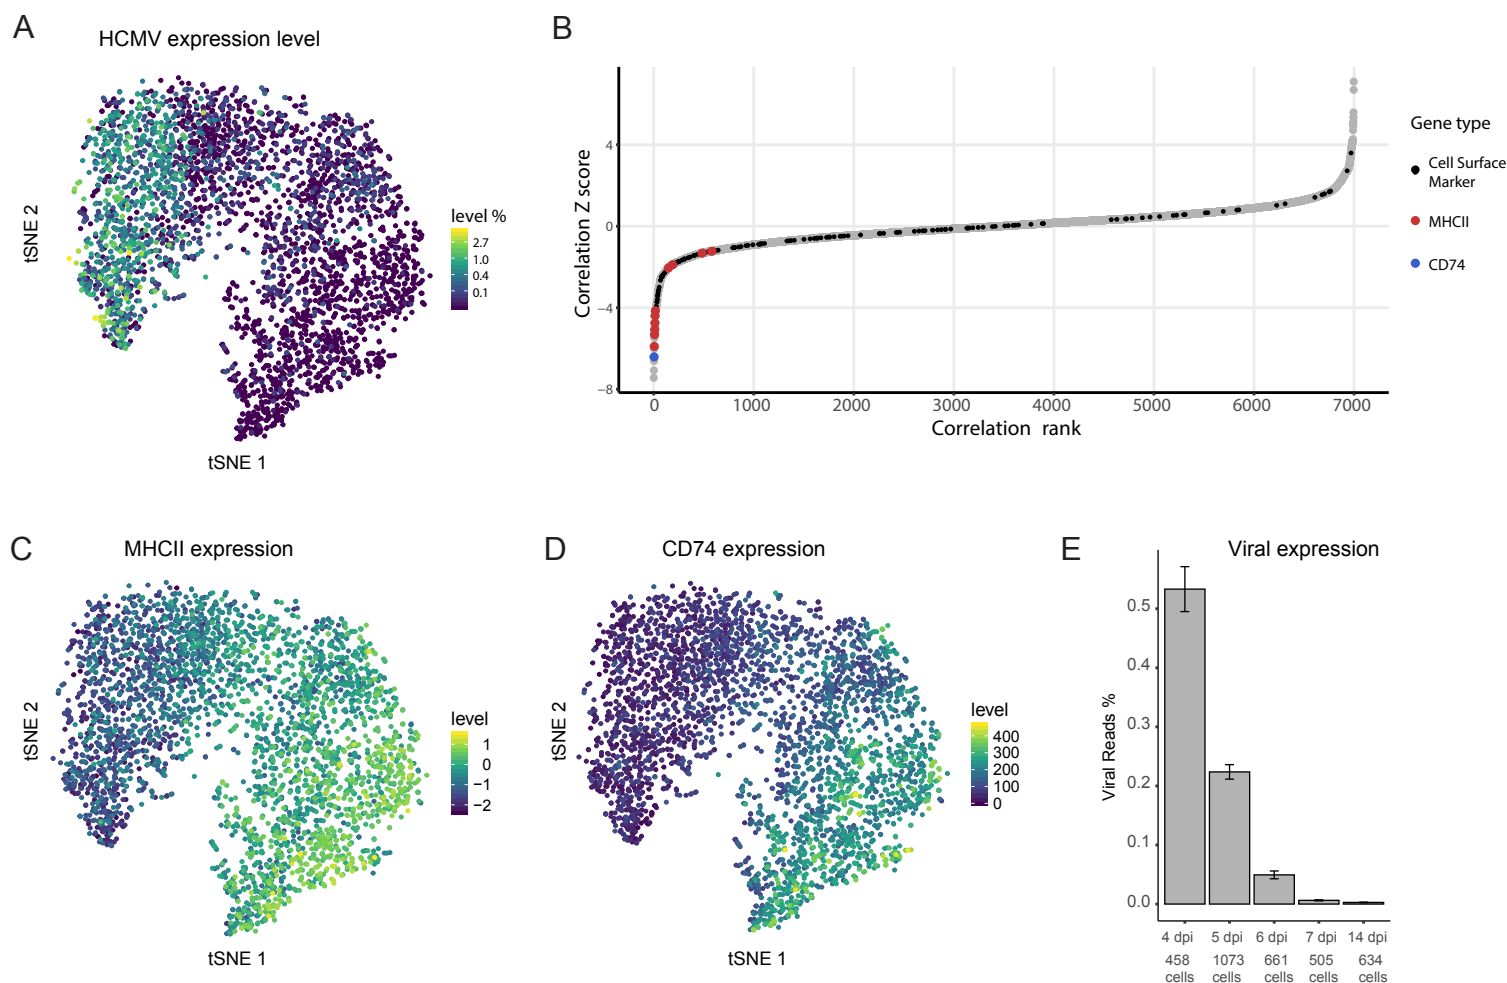 A
HCMV expression level
tSNE 2
tSNE 1
level %
2.7
1.0
0.4
0.1
B
Correlation Z score
4
0
−4
−8
0 1000 2000 3000 4000 5000 6000 7000
Correlation rank
Gene type
Cell Surface
Marker
MHCII
CD74
C
MHCII expression
tSNE 2
tSNE 1
level
1
0
−1
−2
D
CD74 expression
tSNE 2
tSNE 1
level
400
300
200
100
0
E
Viral expression
Viral Reads %
0.5
0.4
0.3
0.2
0.1
0.0
4 dpi 5 dpi 6 dpi 7 dpi 14 dpi
458 1073 661 505 634
cells cells cells cells cells